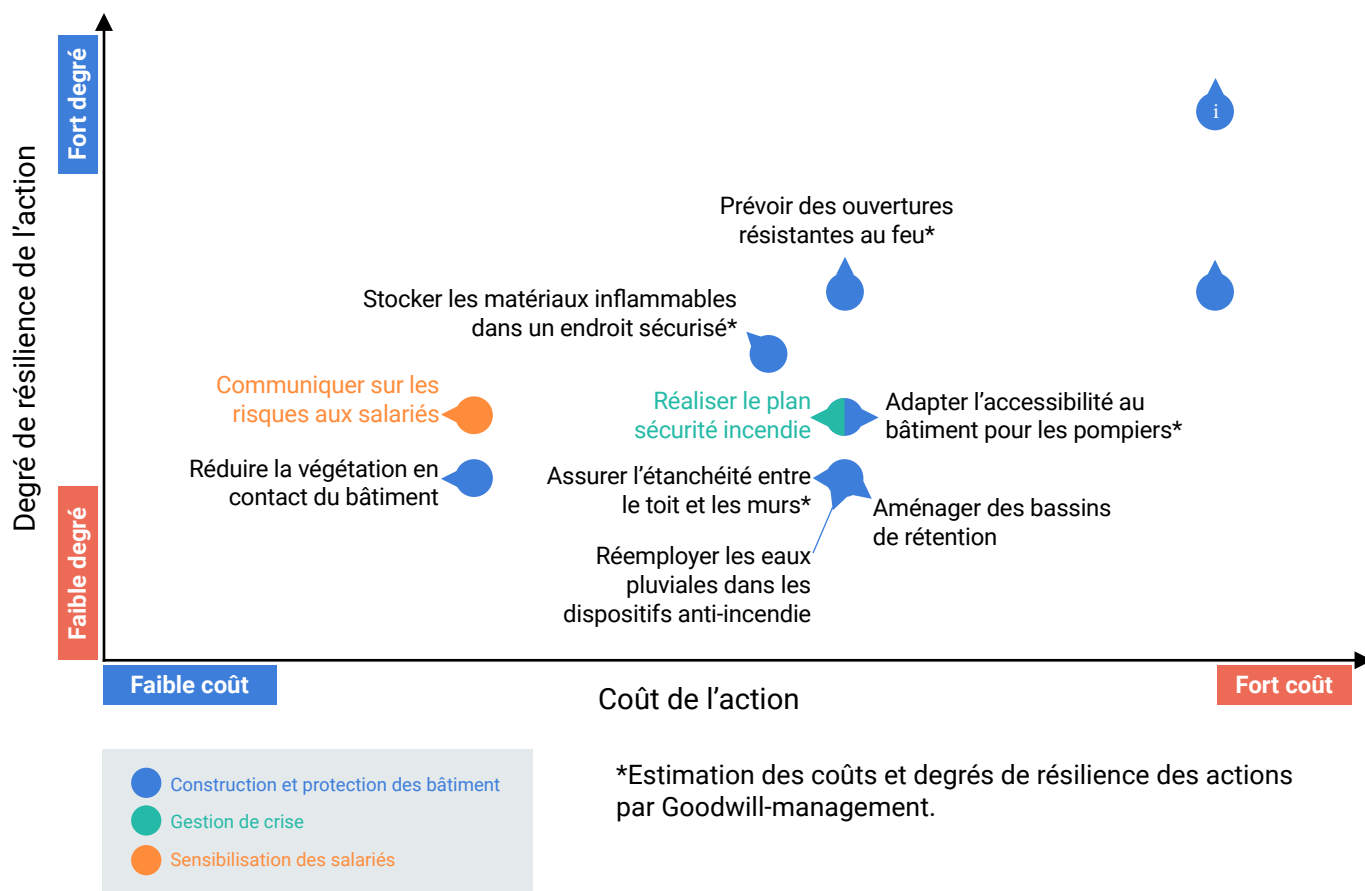 Degré de résilience de l'action
Fort degré
Faible degré
i
Prévoir des ouvertures
résistantes au feu*
Stocker les matériaux inflammables
dans un endroit sécurisé*
Communiquer sur les
risques aux salariés
Réaliser le plan
sécurité incendie
Adapter l'accessibilité au
bâtiment pour les pompiers*
Réduire la végétation en
contact du bâtiment
Assurer l'étanchéité entre
le toit et les murs*
Aménager des bassins
de rétention
Réemployer les eaux
pluviales dans les
dispositifs anti-incendie
Faible coût
Coût de l'action
Fort coût
Construction et protection des bâtiment
Gestion de crise
Sensibilisation des salariés
*Estimation des coûts et degrés de résilience des actions
par Goodwill-management.